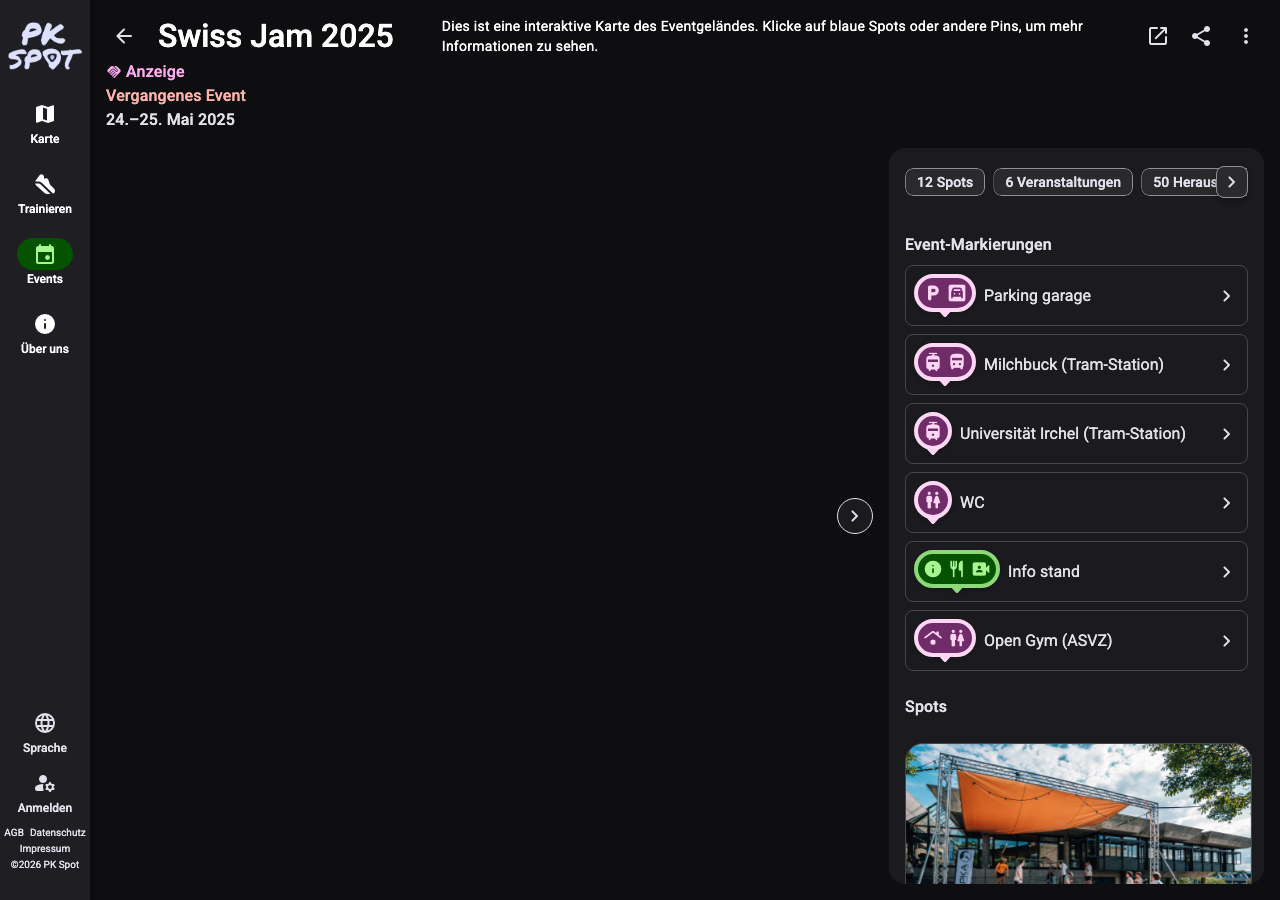 PK
SPOT
Karte
Trainieren
Events
Über uns
Sprache
Anmelden
AGB Datenschutz
Impressum
©2026 PK Spot
Swiss Jam 2025
Dies ist eine interaktive Karte des Eventgeländes. Klicke auf blaue Spots oder andere Pins, um mehr
Informationen zu sehen.
Anzeige
Vergangenes Event
24.–25. Mai 2025
12 Spots
6 Veranstaltungen
50 Heraus
Event-Markierungen
P
Parking garage
Milchbuck (Tram-Station)
Universität Irchel (Tram-Station)
WC
Info stand
Open Gym (ASVZ)
Spots